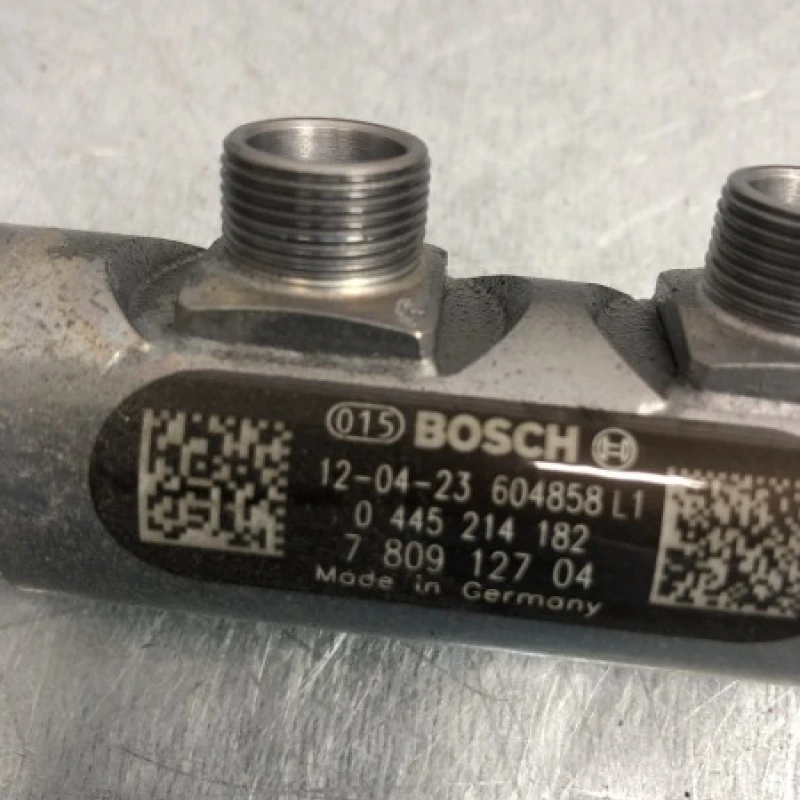 015 BOSCH
12-04-23 604858 L1
0 445 214 182
7 809 127 04
Made in Germany